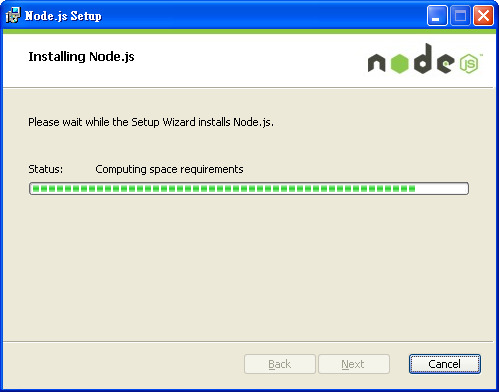 Node.js Setup
Installing Node.js
node
JS
Please wait while the Setup Wizard installs Node.js.
Status: Computing space requirements
Back Next Cancel